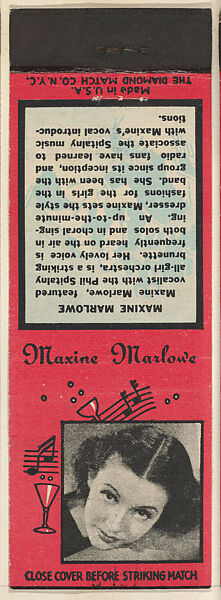 Maxine Marlowe
CLOSE COVER BEFORE STRIKING MATCH
MAXINE MARLOWE
Maxine Marlowe, featured
vocalist with the Phil Spitalny
all-girl orchestra, is a striking
brunette. Her lovely voice is
frequently heard on the air in
both solos and in choral sing-
ing. An up-to-the-minute
dresser, Maxine sets the style
fashions for the girls in the
band. She has been with the
group since its inception, and
radio fans have learned to
associate the Spitalny music
with Maxine's vocal introduc-
tions.
THE DIAMOND MATCH CO. N.Y.C.
Made in U.S.A.